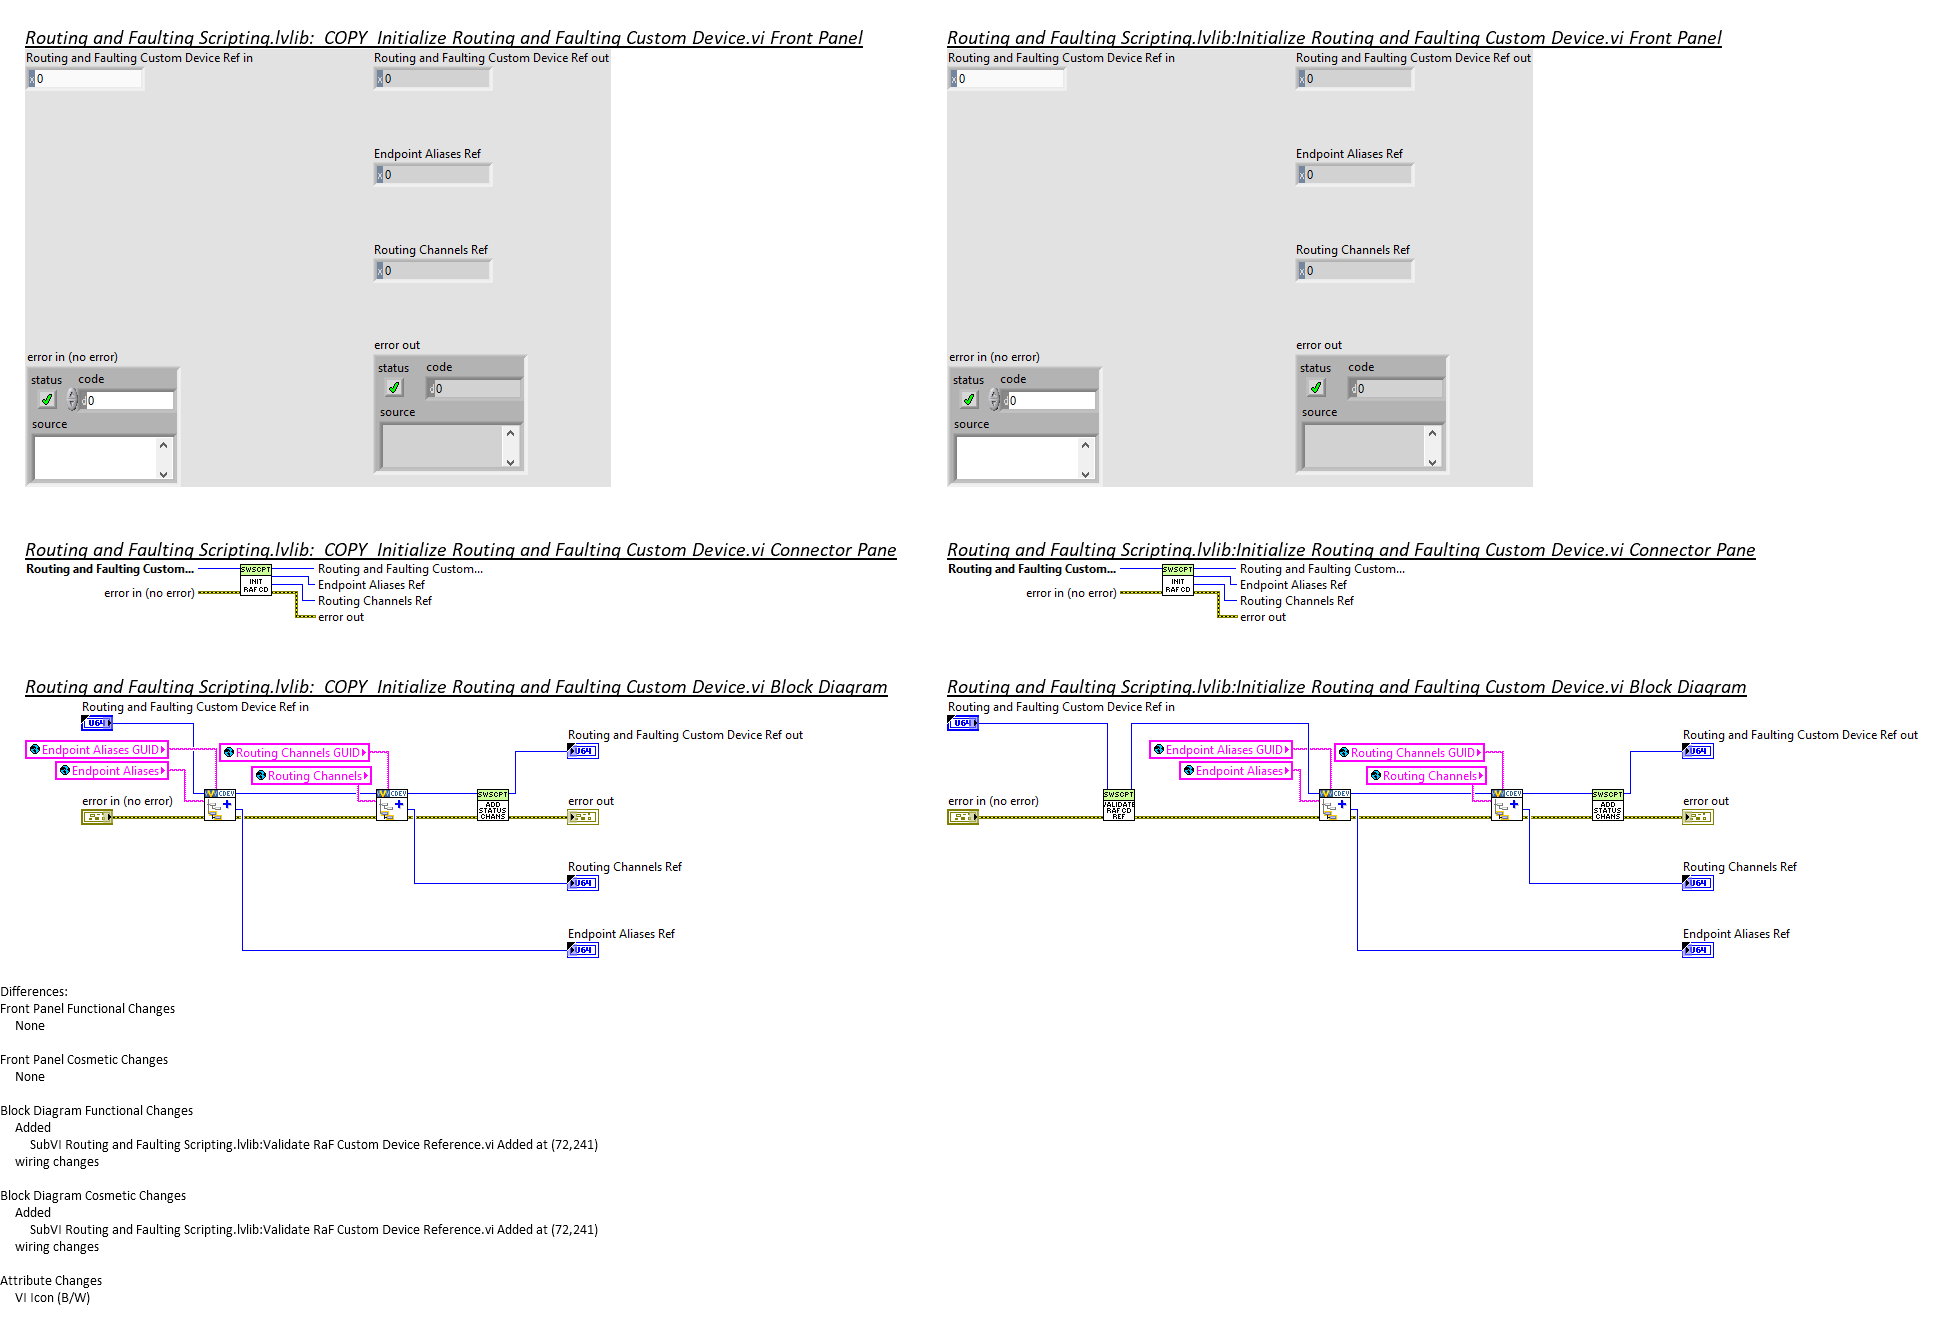 Routing and Faulting Scripting.lvlib:  COPY  Initialize Routing and Faulting Custom Device.vi Front Panel
Routing and Faulting Custom Device Ref in
Routing and Faulting Custom Device Ref out
x 0
x 0
Endpoint Aliases Ref
x 0
Routing Channels Ref
x 0
error in (no error)
status
code
d 0
source
error out
status
code
d 0
source
Routing and Faulting Scripting.lvlib:Initialize Routing and Faulting Custom Device.vi Front Panel
Routing and Faulting Custom Device Ref in
Routing and Faulting Custom Device Ref out
x 0
x 0
Endpoint Aliases Ref
x 0
Routing Channels Ref
x 0
error in (no error)
status
code
d 0
source
error out
status
code
d 0
source
Routing and Faulting Scripting.lvlib:  COPY  Initialize Routing and Faulting Custom Device.vi Connector Pane
Routing and Faulting Custom...
error in (no error)
SWSCPT
INIT
RAF CD
Routing and Faulting Custom...
Endpoint Aliases Ref
Routing Channels Ref
error out
Routing and Faulting Scripting.lvlib:Initialize Routing and Faulting Custom Device.vi Connector Pane
Routing and Faulting Custom...
error in (no error)
SWSCPT
INIT
RAF CD
Routing and Faulting Custom...
Endpoint Aliases Ref
Routing Channels Ref
error out
Routing and Faulting Scripting.lvlib:  COPY  Initialize Routing and Faulting Custom Device.vi Block Diagram
Routing and Faulting Custom Device Ref in
U64
Endpoint Aliases GUID
Endpoint Aliases
Routing Channels GUID
Routing Channels
error in (no error)
CDEV
CDEV
SWSCPT
ADD
STATUS
CHANS
Routing and Faulting Custom Device Ref out
U64
error out
Routing Channels Ref
U64
Endpoint Aliases Ref
U64
Routing and Faulting Scripting.lvlib:Initialize Routing and Faulting Custom Device.vi Block Diagram
Routing and Faulting Custom Device Ref in
U64
error in (no error)
SWSCPT
VALIDATE
RAF CD
REF
Endpoint Aliases GUID
Endpoint Aliases
Routing Channels GUID
Routing Channels
CDEV
CDEV
SWSCPT
ADD
STATUS
CHANS
Routing and Faulting Custom Device Ref out
U64
error out
Routing Channels Ref
U64
Endpoint Aliases Ref
U64
Differences:
Front Panel Functional Changes
None
Front Panel Cosmetic Changes
None
Block Diagram Functional Changes
Added
SubVI Routing and Faulting Scripting.lvlib:Validate RaF Custom Device Reference.vi Added at (72,241)
wiring changes
Block Diagram Cosmetic Changes
Added
SubVI Routing and Faulting Scripting.lvlib:Validate RaF Custom Device Reference.vi Added at (72,241)
wiring changes
Attribute Changes
VI Icon (B/W)